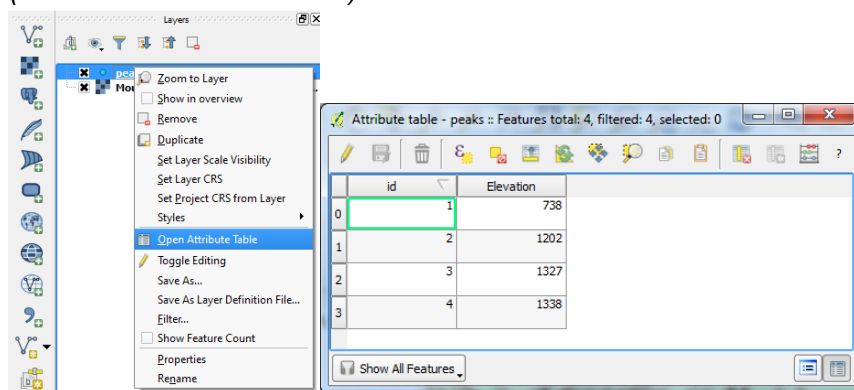 Layers
pea
Mou
Zoom to Layer
Show in overview
Remove
Duplicate
Set Layer Scale Visibility
Set Layer CRS
Set Project CRS from Layer
Styles
Open Attribute Table
Toggle Editing
Save As...
Save As Layer Definition File...
Filter...
Show Feature Count
Properties
Rename
Attribute table - peaks :: Features total: 4, filtered: 4, selected: 0
?
id Elevation
0 1 738
1 2 1202
2 3 1327
3 4 1338
Show All Features